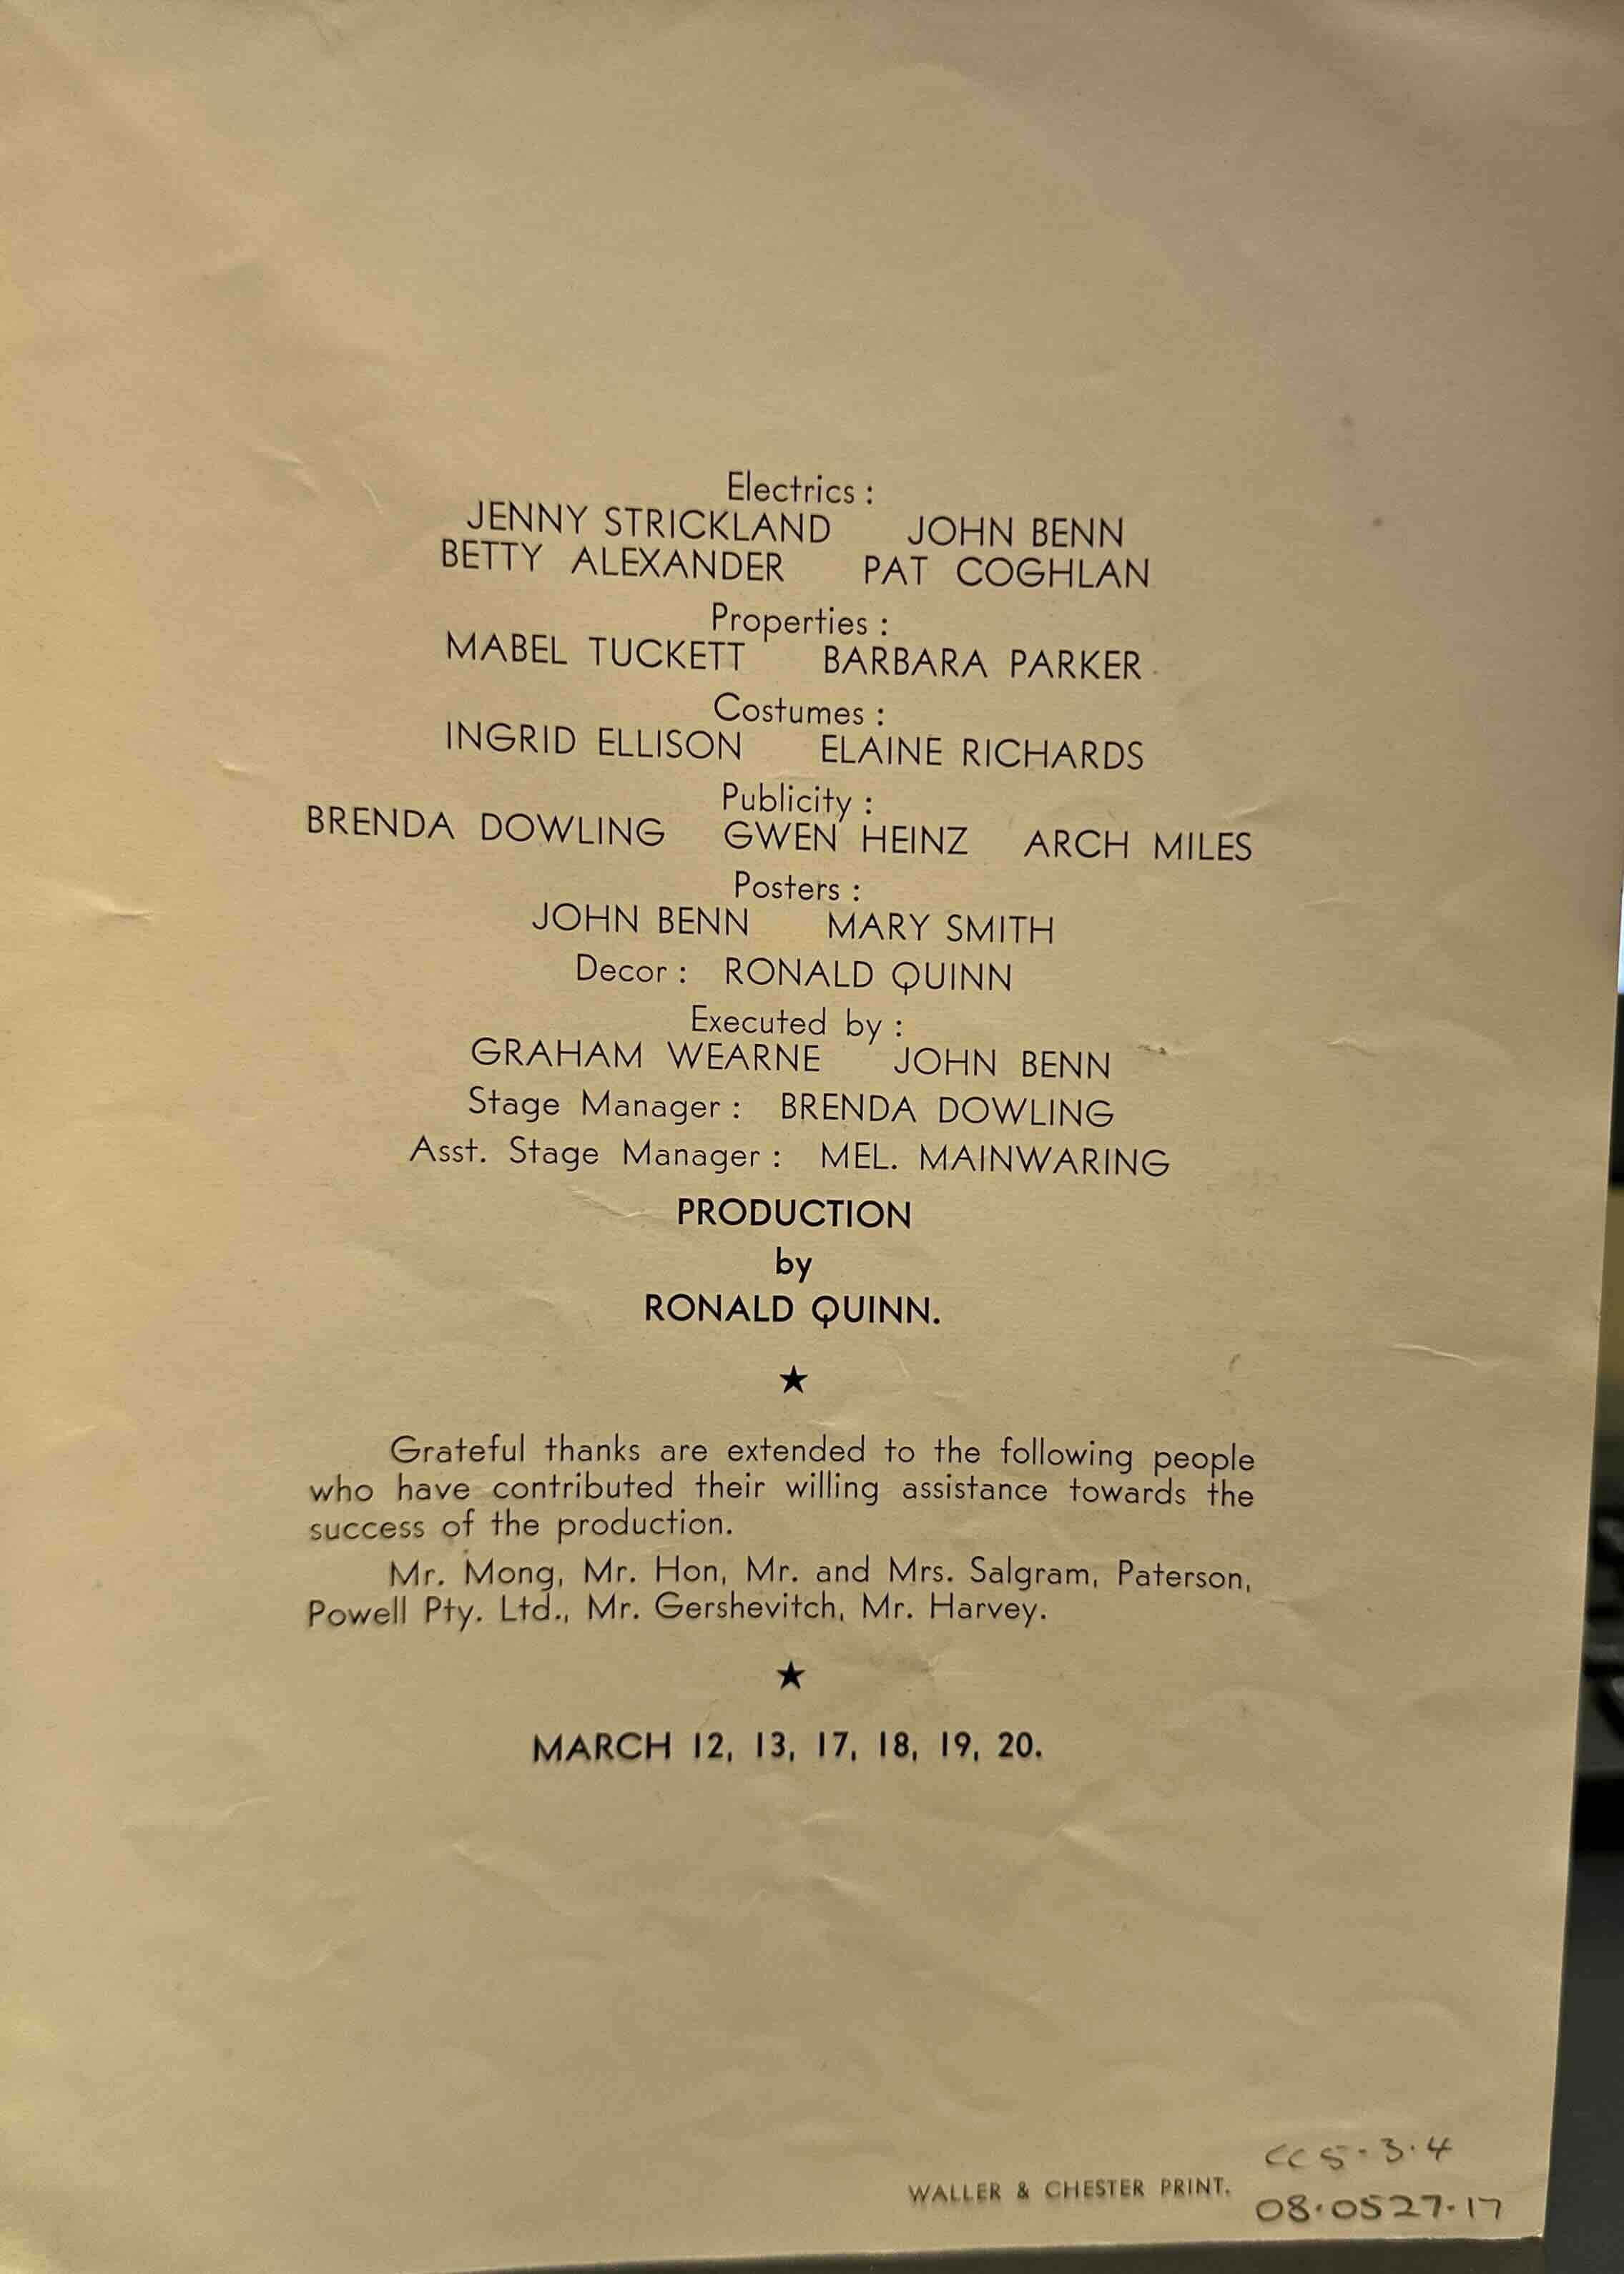 Electrics :
JENNY STRICKLAND JOHN BENN
BETTY ALEXANDER PAT COGHLAN
Properties :
MABEL TUCKETT BARBARA PARKER
Costumes :
INGRID ELLISON ELAINE RICHARDS
Publicity :
BRENDA DOWLING GWEN HEINZ ARCH MILES
Posters :
JOHN BENN MARY SMITH
Decor : RONALD QUINN
Executed by :
GRAHAM WEARNE JOHN BENN
Stage Manager : BRENDA DOWLING
Asst. Stage Manager : MEL. MAINWARING
PRODUCTION
by
RONALD QUINN.
★
Grateful thanks are extended to the following people
who have contributed their willing assistance towards the
success of the production.
Mr. Mong, Mr. Hon, Mr. and Mrs. Salgram, Paterson,
Powell Pty. Ltd., Mr. Gershevitch, Mr. Harvey.
★
MARCH 12, 13, 17, 18, 19, 20.
CC 5-3.4
WALLER & CHESTER PRINT.
08.0527.17